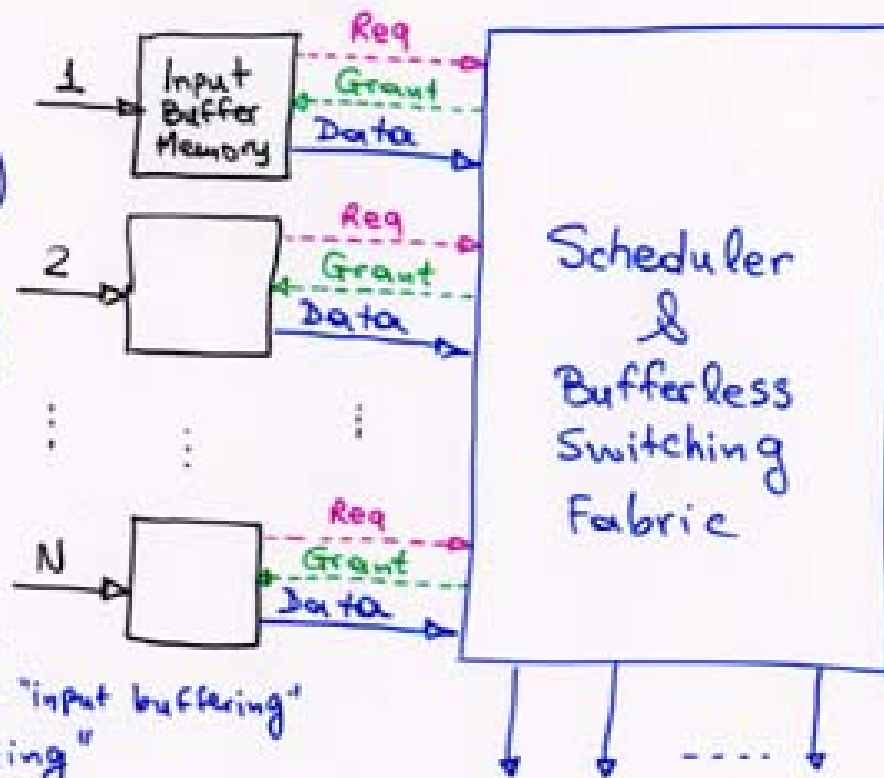 Req
1
Input
Buffer
Memory
Grant
Data
Req
2
Grant
Data
Scheduler
&
Bufferless
Switching
Fabric
Req
N
Grant
Data
"input buffering"
ing"